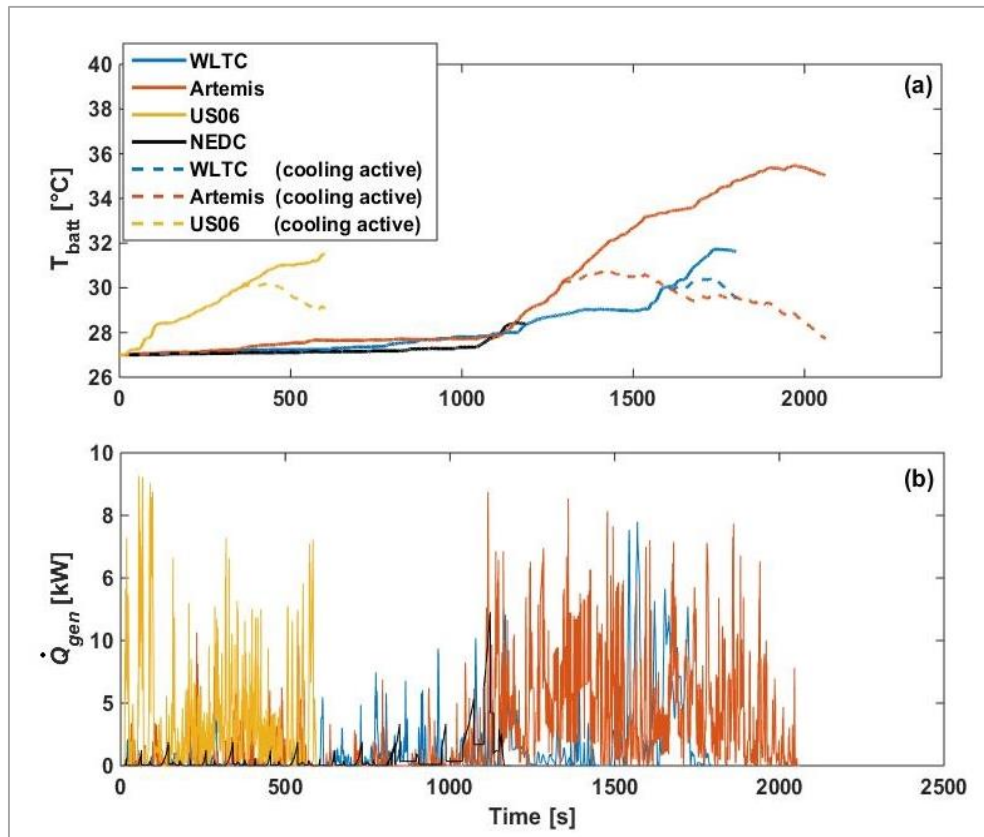 WLTC
Artemis
US06
NEDC
WLTC (cooling active)
Artemis (cooling active)
US06 (cooling active)
(a)
40
38
36
34
32
30
28
26
T_batt [°C]
0 500 1000 1500 2000
(b)
10
8
6
10
5
0
Q̇_gen [kW]
0 500 1000 1500 2000 2500
Time [s]